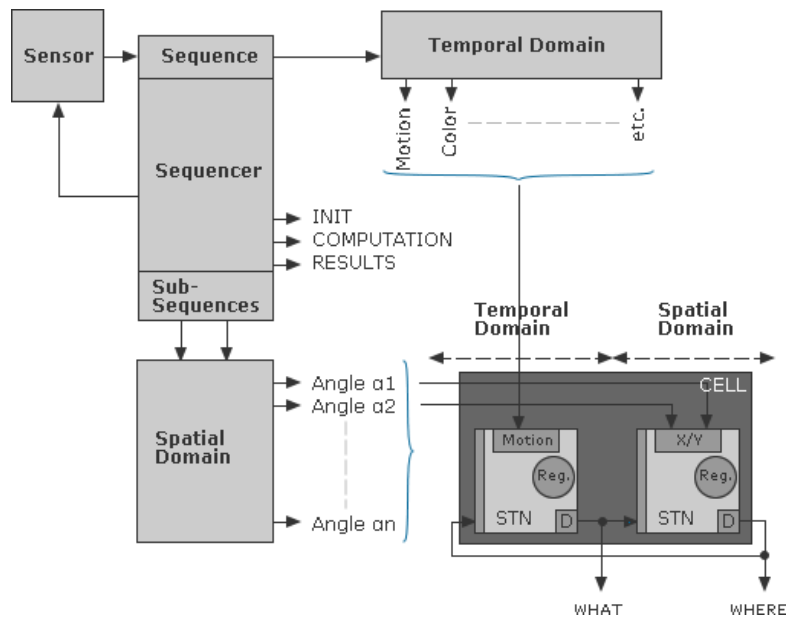 Sensor
Sequence
Temporal Domain
Motion
Color
etc.
Sequencer
INIT
COMPUTATION
RESULTS
Sub-
Sequences
Temporal
Domain
Spatial
Domain
Spatial
Domain
Angle α1
Angle α2
Angle αn
CELL
Motion
X/Y
Reg.
Reg.
STN
D
STN
D
WHAT
WHERE